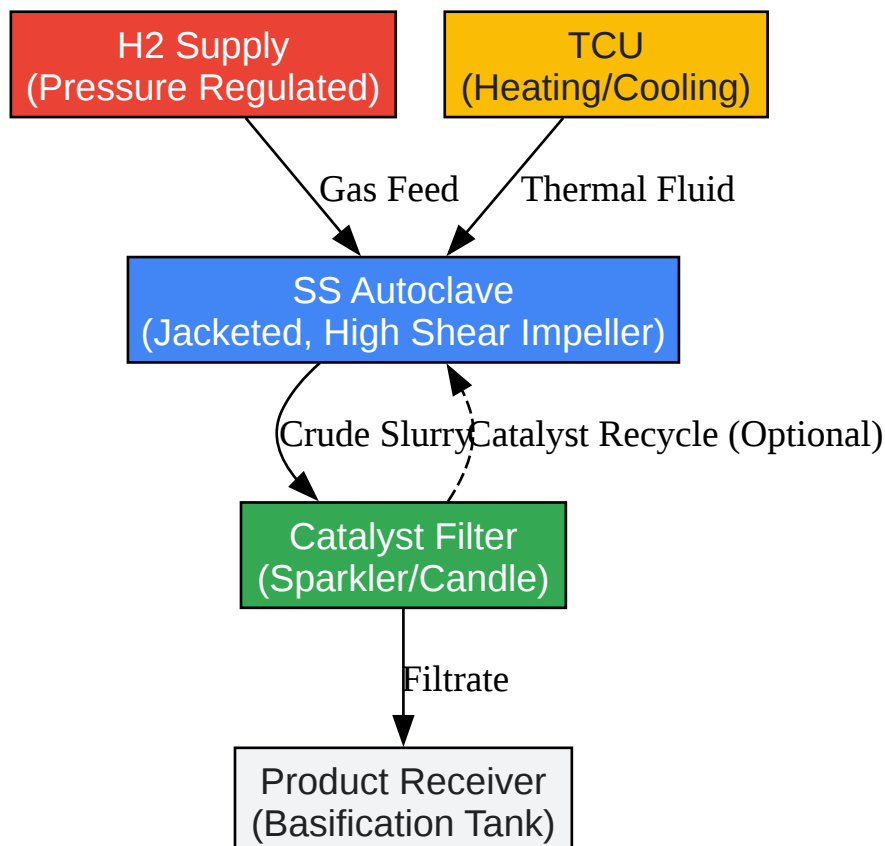 H2 Supply
(Pressure Regulated)
TCU
(Heating/Cooling)
Gas Feed
Thermal Fluid
SS Autoclave
(Jacketed, High Shear Impeller)
Crude Slurry
Catalyst Recycle (Optional)
Catalyst Filter
(Sparkler/Candle)
Filtrate
Product Receiver
(Basification Tank)